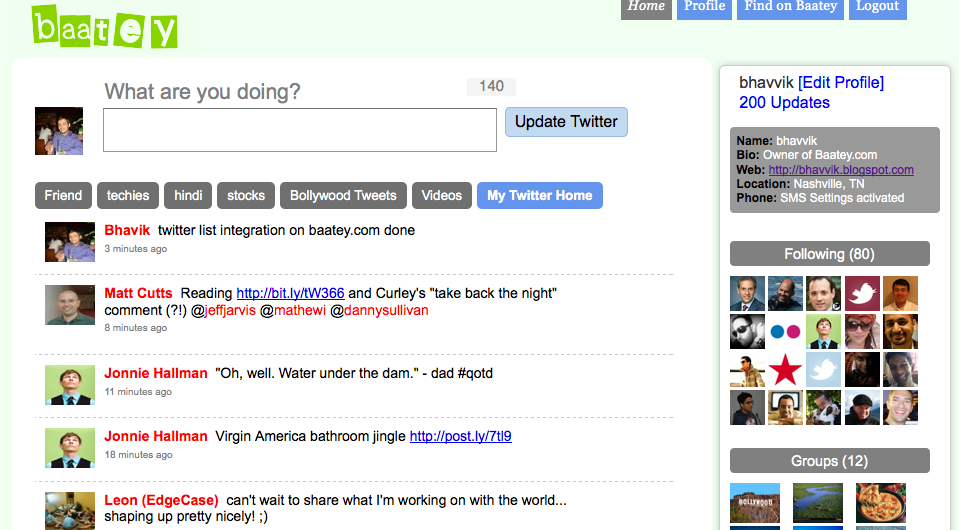 baatey
Home Profile Find on Baatey Logout
What are you doing? 140
Update Twitter
Friend techies hindi stocks Bollywood Tweets Videos My Twitter Home
Bhavik twitter list integration on baatey.com done
3 minutes ago
Matt Cutts Reading http://bit.ly/tW366 and Curley's "take back the night"
comment (?!) @jeffjarvis @mathewi @dannysullivan
8 minutes ago
Jonnie Hallman "Oh, well. Water under the dam." - dad #qotd
11 minutes ago
Jonnie Hallman Virgin America bathroom jingle http://post.ly/7tl9
18 minutes ago
Leon (EdgeCase) can't wait to share what I'm working on with the world...
shaping up pretty nicely! ;)
bhavvik [Edit Profile]
200 Updates
Name: bhavvik
Bio: Owner of Baatey.com
Web: http://bhavvik.blogspot.com
Location: Nashville, TN
Phone: SMS Settings activated
Following (80)
Groups (12)
HOLLYWOOD